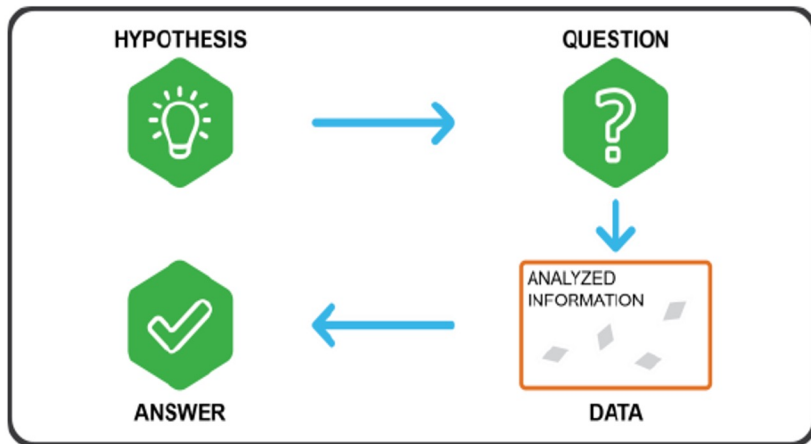 HYPOTHESIS
QUESTION
?
ANALYZED
INFORMATION
ANSWER
DATA